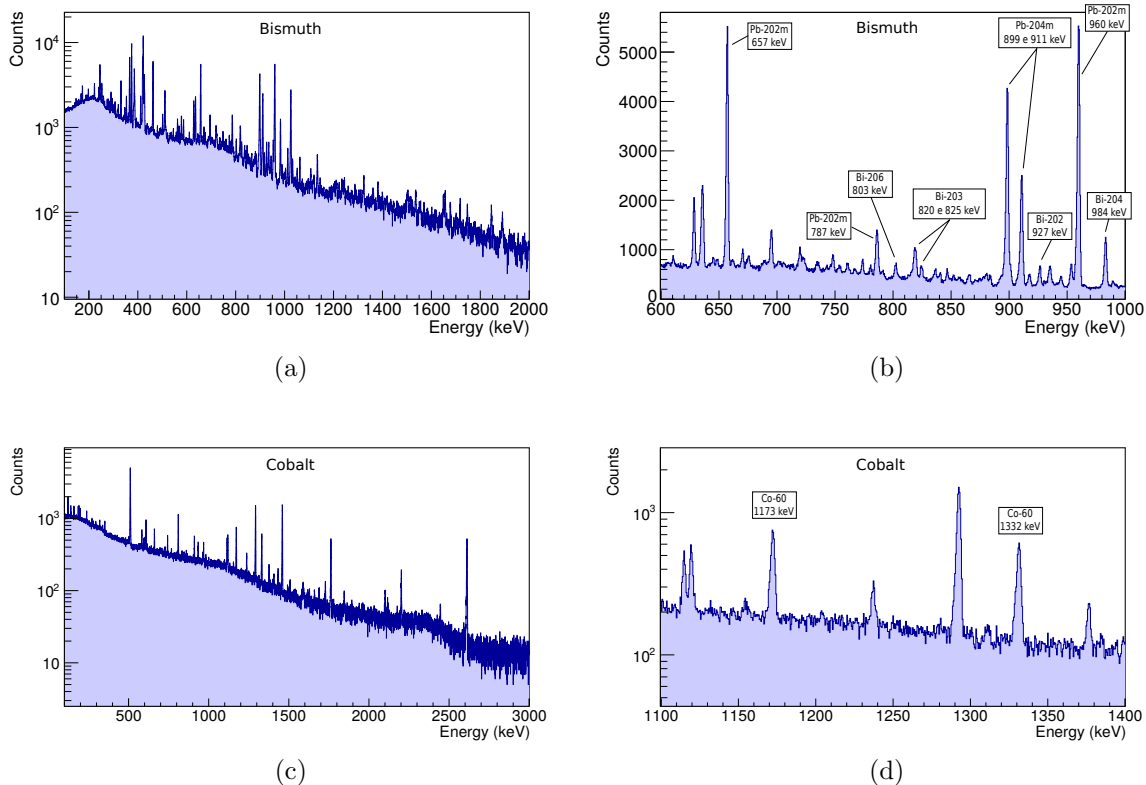 Bismuth
Counts
10⁴
10³
10²
10
200 400 600 800 1000 1200 1400 1600 1800 2000
Energy (keV)
(a)
Bismuth
Counts
5000
4000
3000
2000
1000
0
Pb-202m
657 keV
Pb-204m
899 e 911 keV
Pb-202m
960 keV
Bi-206
803 keV
Bi-203
820 e 825 keV
Pb-202m
787 keV
Bi-202
927 keV
Bi-204
984 keV
600 650 700 750 800 850 900 950 1000
Energy (keV)
(b)
Cobalt
Counts
10³
10²
10
500 1000 1500 2000 2500 3000
Energy (keV)
(c)
Cobalt
Counts
10³
10²
Co-60
1173 keV
Co-60
1332 keV
1100 1150 1200 1250 1300 1350 1400
Energy (keV)
(d)